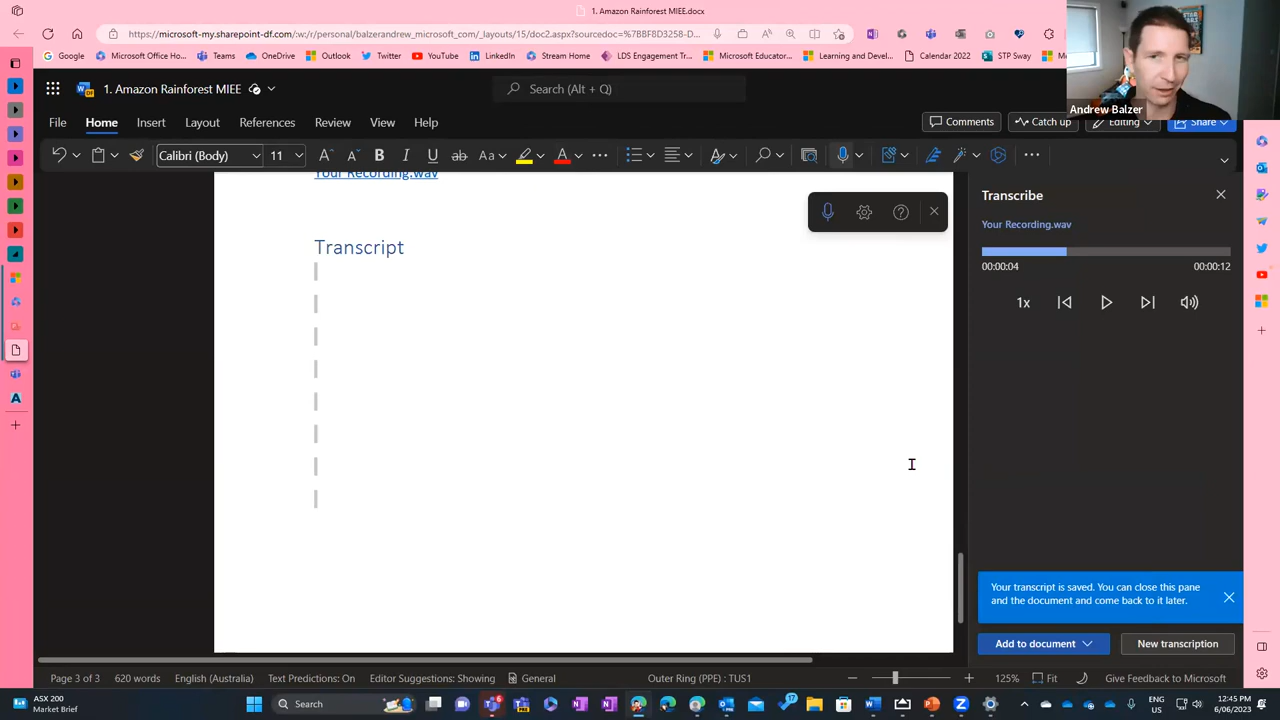 1. Amazon Rainforest MIEE.docx
https://microsoft-my.sharepoint-df.com/:w:/r/personal/balzerandrew_microsoft_com/_layouts/15/doc2.aspx?sourcedoc=%7BBF8D3258-D...
Google
Microsoft Office Ho...
Teams
OneDrive
Outlook
Twitter
YouTube
LinkedIn
Stream Home
LDS Engagement Tr...
Microsoft Educator...
Learning and Devel...
Calendar 2022
STP Sway
1. Amazon Rainforest MIEE
Search (Alt + Q)
Andrew Balzer
File
Home
Insert
Layout
References
Review
View
Help
Comments
Catch up
Editing
Share
Calibri (Body)
11
Your Recording.wav
Transcript
Transcribe
Your Recording.wav
00:00:04
00:00:12
1x
Your transcript is saved. You can close this pane
and the document and come back to it later.
Add to document
New transcription
Page 3 of 3
620 words
English (Australia)
Text Predictions: On
Editor Suggestions: Showing
General
Outer Ring (PPE) : TUS1
125%
Fit
Give Feedback to Microsoft
ASX 200
Market Brief
Search
6
17
ENG
US
12:45 PM
6/06/2023